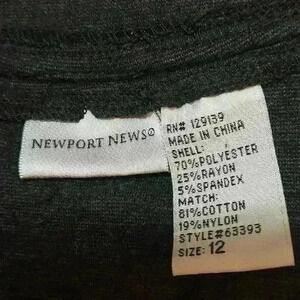 NEWPORT NEWS®
RN# 129139
MADE IN CHINA
SHELL:
70%POLYESTER
25%RAYON
5%SPANDEX
MATCH:
81%COTTON
19%NYLON
STYLE#63393
SIZE: 12